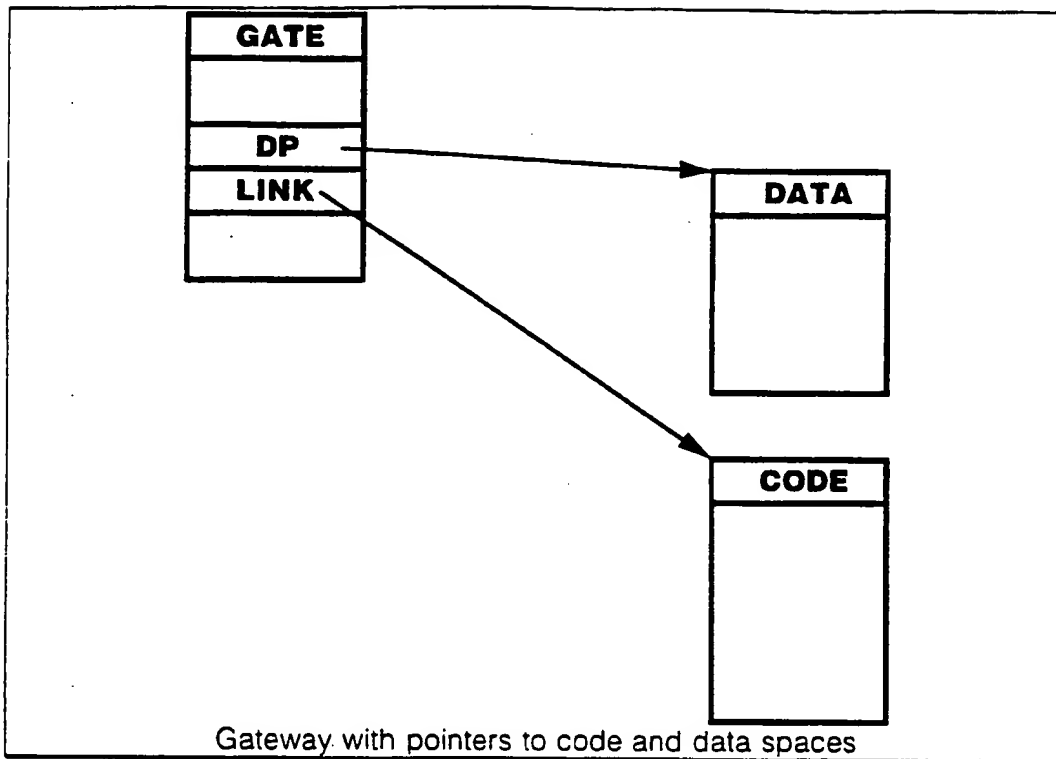 GATE
DP
LINK
DATA
CODE
Gateway with pointers to code and data spaces